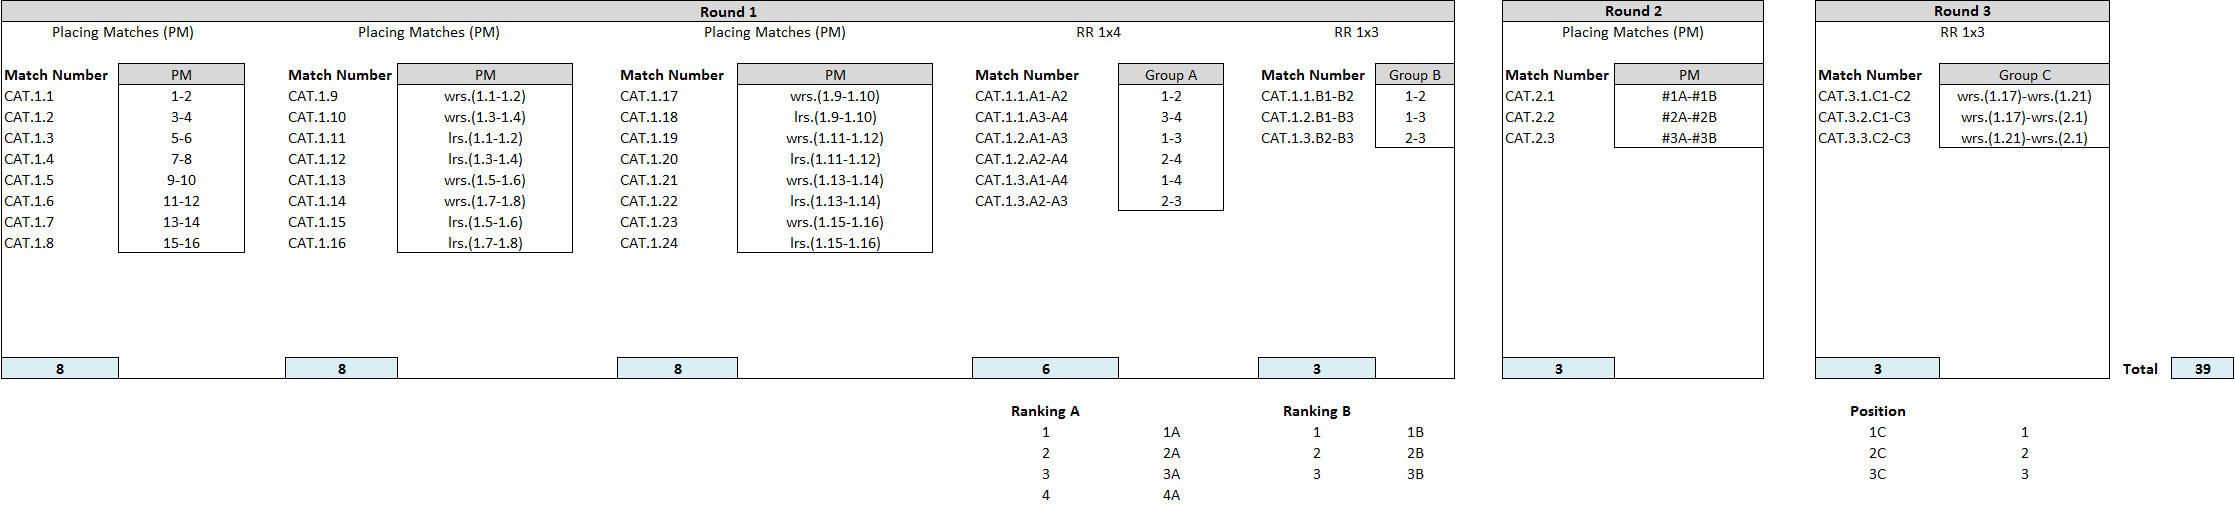 Round 1 Round 2 Round 3
Placing Matches (PM) Placing Matches (PM) Placing Matches (PM) RR 1x4 RR 1x3 Placing Matches (PM) RR 1x3
Match Number PM Match Number PM Match Number PM Match Number Group A Match Number Group B Match Number PM Match Number Group C
CAT.1.1 1-2 CAT.1.9 wrs.(1.1-1.2) CAT.1.17 wrs.(1.9-1.10) CAT.1.1.A1-A2 1-2 CAT.1.1.B1-B2 1-2 CAT.2.1 #1A-#1B CAT.3.1.C1-C2 wrs.(1.17)-wrs.(1.21)
CAT.1.2 3-4 CAT.1.10 wrs.(1.3-1.4) CAT.1.18 lrs.(1.9-1.10) CAT.1.1.A3-A4 3-4 CAT.1.2.B1-B3 1-3 CAT.2.2 #2A-#2B CAT.3.2.C1-C3 wrs.(1.17)-wrs.(2.1)
CAT.1.3 5-6 CAT.1.11 lrs.(1.1-1.2) CAT.1.19 wrs.(1.11-1.12) CAT.1.2.A1-A3 1-3 CAT.1.3.B2-B3 2-3 CAT.2.3 #3A-#3B CAT.3.3.C2-C3 wrs.(1.21)-wrs.(2.1)
CAT.1.4 7-8 CAT.1.12 lrs.(1.3-1.4) CAT.1.20 lrs.(1.11-1.12) CAT.1.2.A2-A4 2-4
CAT.1.5 9-10 CAT.1.13 wrs.(1.5-1.6) CAT.1.21 wrs.(1.13-1.14) CAT.1.3.A1-A4 1-4
CAT.1.6 11-12 CAT.1.14 wrs.(1.7-1.8) CAT.1.22 lrs.(1.13-1.14) CAT.1.3.A2-A3 2-3
CAT.1.7 13-14 CAT.1.15 lrs.(1.5-1.6) CAT.1.23 wrs.(1.15-1.16)
CAT.1.8 15-16 CAT.1.16 lrs.(1.7-1.8) CAT.1.24 lrs.(1.15-1.16)
8 8 8 6 3 3 3 Total 39
Ranking A Ranking B Position
1 1A 1 1B 1C 1
2 2A 2 2B 2C 2
3 3A 3 3B 3C 3
4 4A